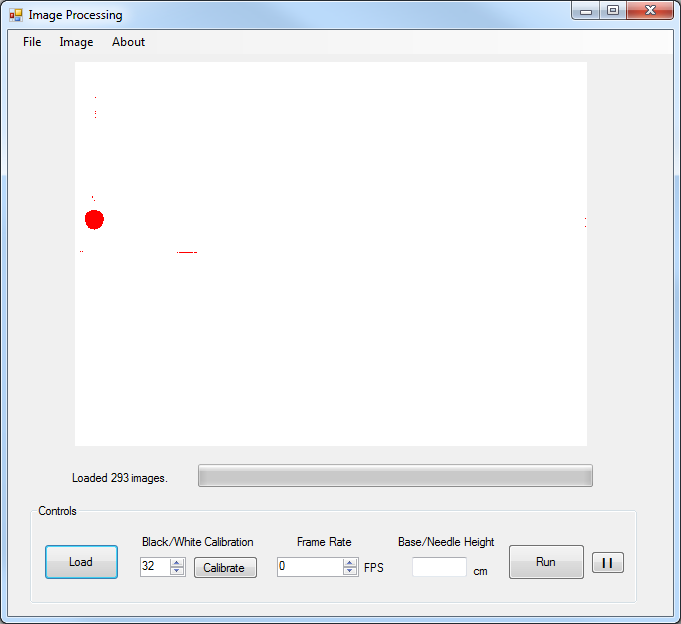 Image Processing
File Image About
Loaded 293 images.
Controls
Black/White Calibration Frame Rate Base/Needle Height
Load 32 Calibrate 0 FPS cm Run